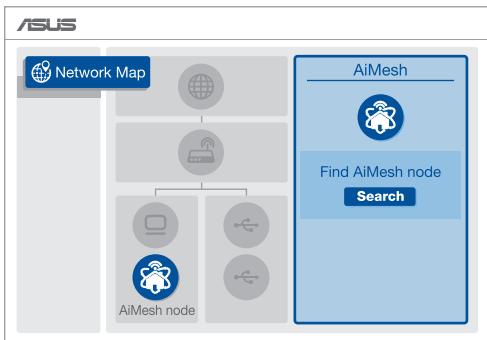 ASUS
Network Map
AiMesh node
AiMesh
Find AiMesh node
Search